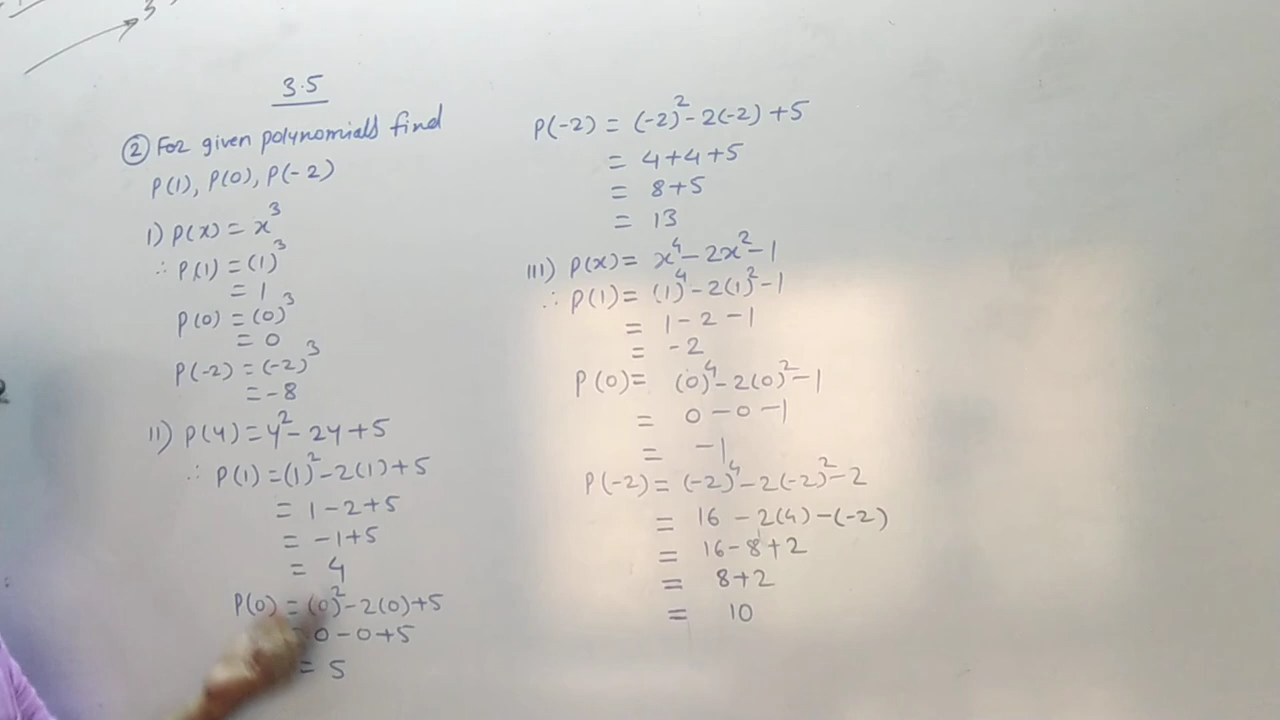 3.5
② For given polynomials find
P(1), P(0), P(-2)
1) P(x) = x³
∴ P(1) = (1)³
= 1
P(0) = (0)³
= 0
P(-2) = (-2)³
= -8
11) P(y) = y² - 2y + 5
∴ P(1) = (1)² - 2(1) + 5
= 1 - 2 + 5
= -1 + 5
= 4
P(0) = (0)² - 2(0) + 5
= 0 - 0 + 5
= 5
P(-2) = (-2)² - 2(-2) + 5
= 4 + 4 + 5
= 8 + 5
= 13
111) P(x) = x⁴ - 2x² - 1
∴ P(1) = (1)⁴ - 2(1)² - 1
= 1 - 2 - 1
= -2
P(0) = (0)⁴ - 2(0)² - 1
= 0 - 0 - 1
= -1
P(-2) = (-2)⁴ - 2(-2)² - 2
= 16 - 2(4) - (-2)
= 16 - 8 + 2
= 8 + 2
= 10